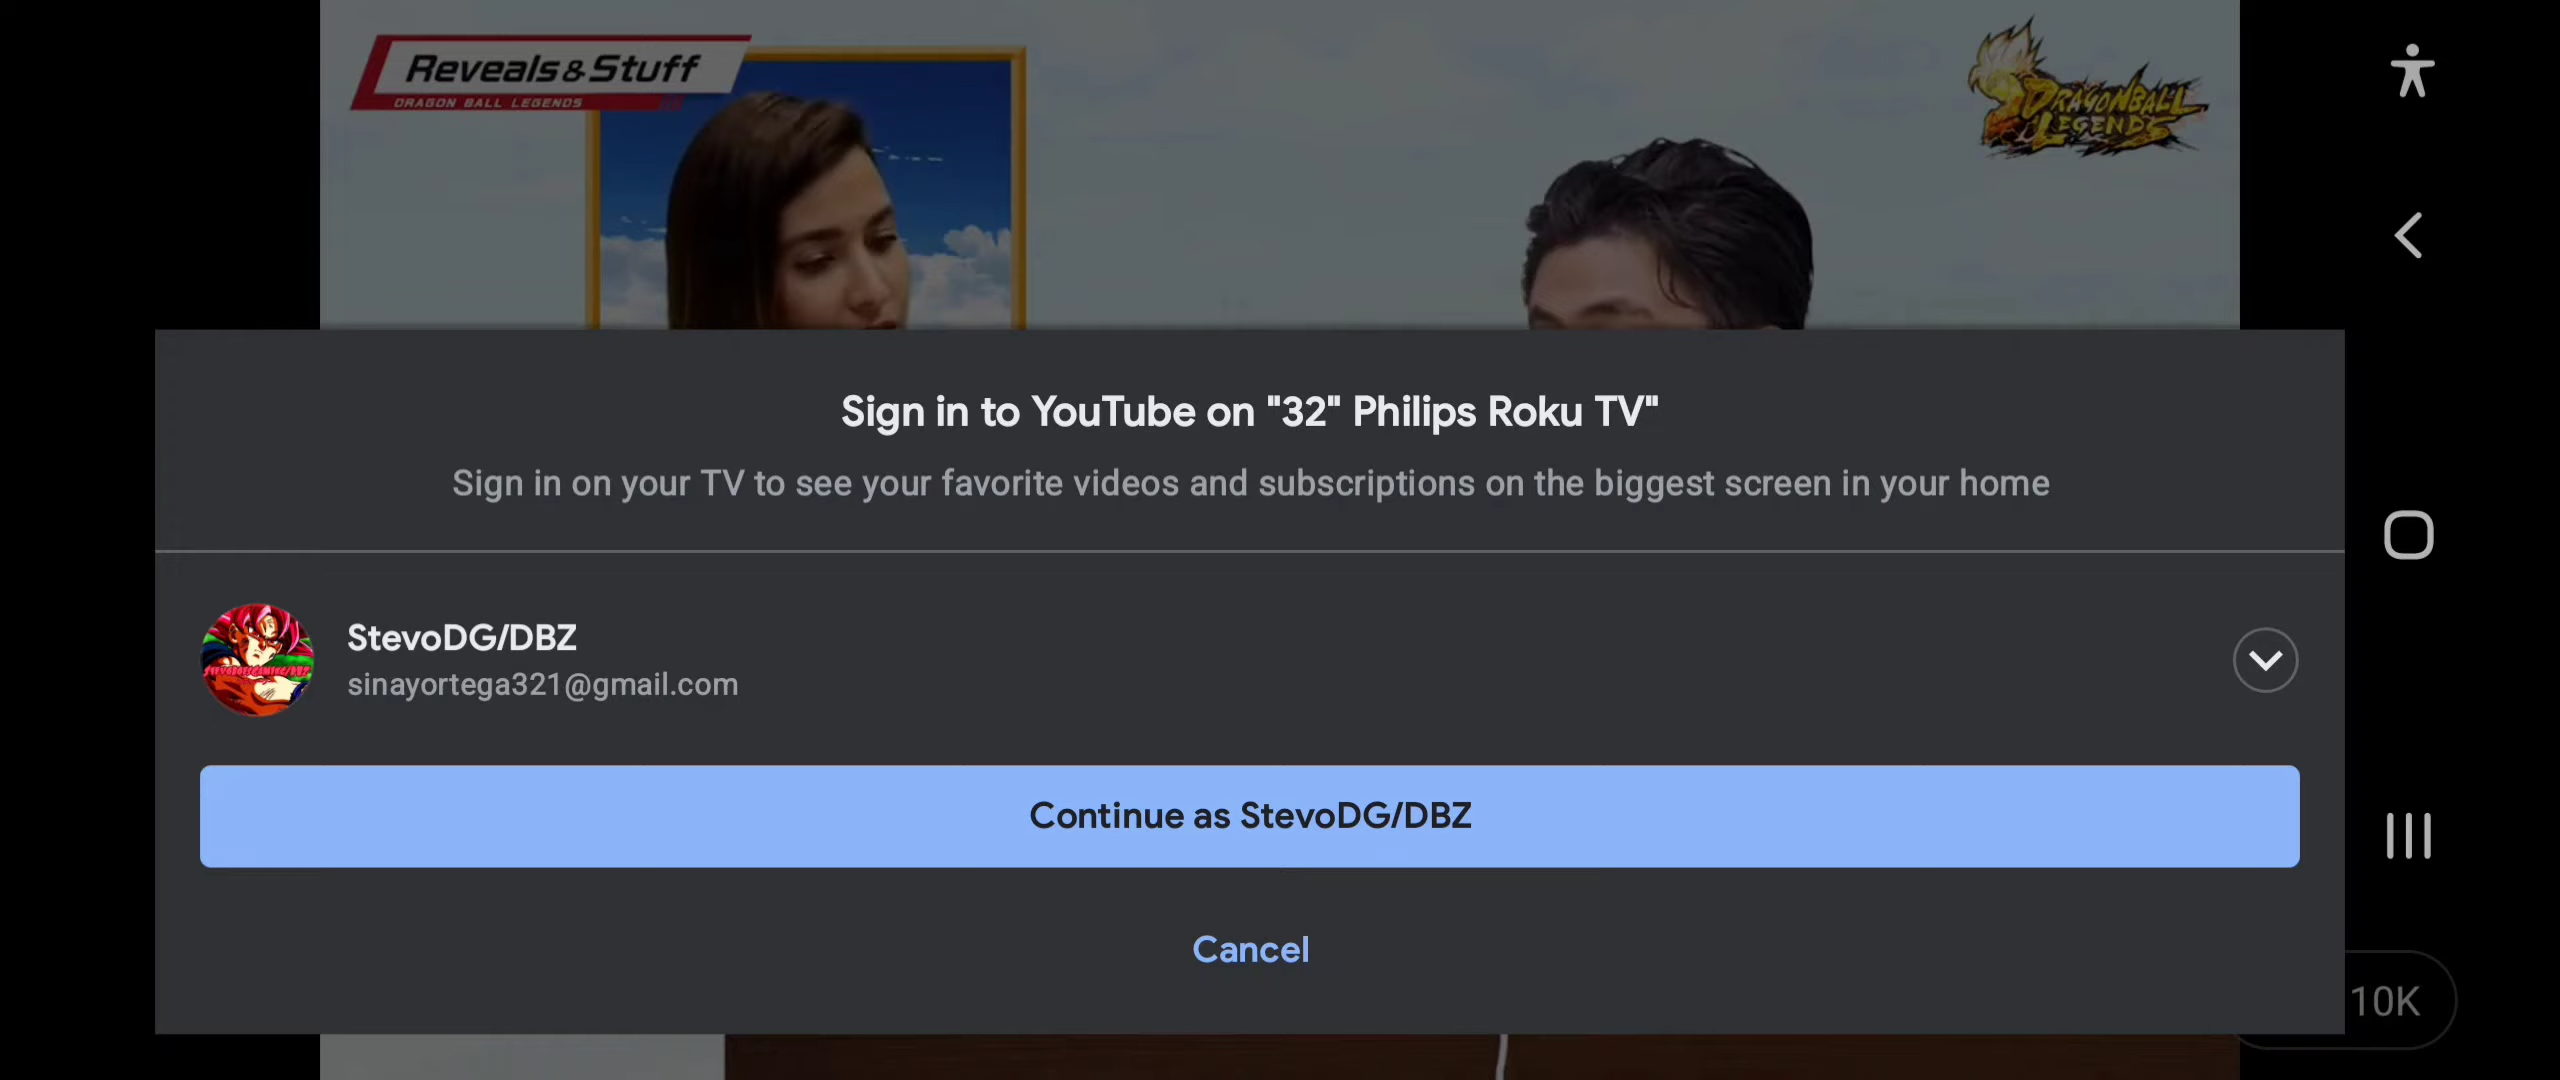 Reveals & Stuff
DRAGON BALL LEGENDS
DRAGONBALL
LEGENDS
Sign in to YouTube on "32" Philips Roku TV"
Sign in on your TV to see your favorite videos and subscriptions on the biggest screen in your home
StevoDG/DBZ
sinayortega321@gmail.com
Continue as StevoDG/DBZ
Cancel
10K